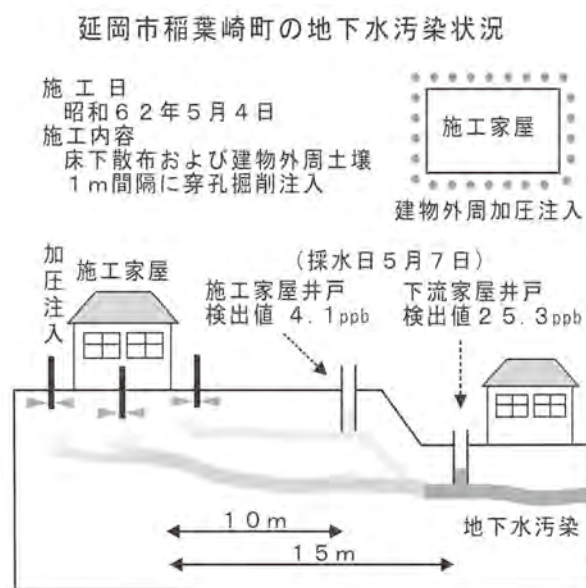 延岡市稲葉崎町の地下水汚染状況
施工日
昭和62年5月4日
施工内容
床下散布および建物外周土壌
1m間隔に穿孔掘削注入
施工家屋
建物外周加圧注入
加圧注入
施工家屋
(採水日5月7日)
施工家屋井戸
検出値 4.1ppb
下流家屋井戸
検出値25.3ppb
10m
地下水汚染
15m